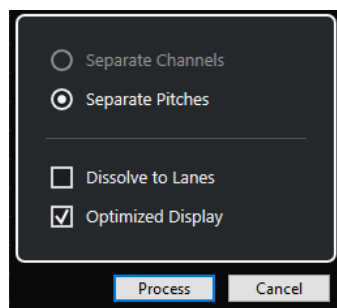 Separate Channels
Separate Pitches
Dissolve to Lanes
Optimized Display
Process
Cancel